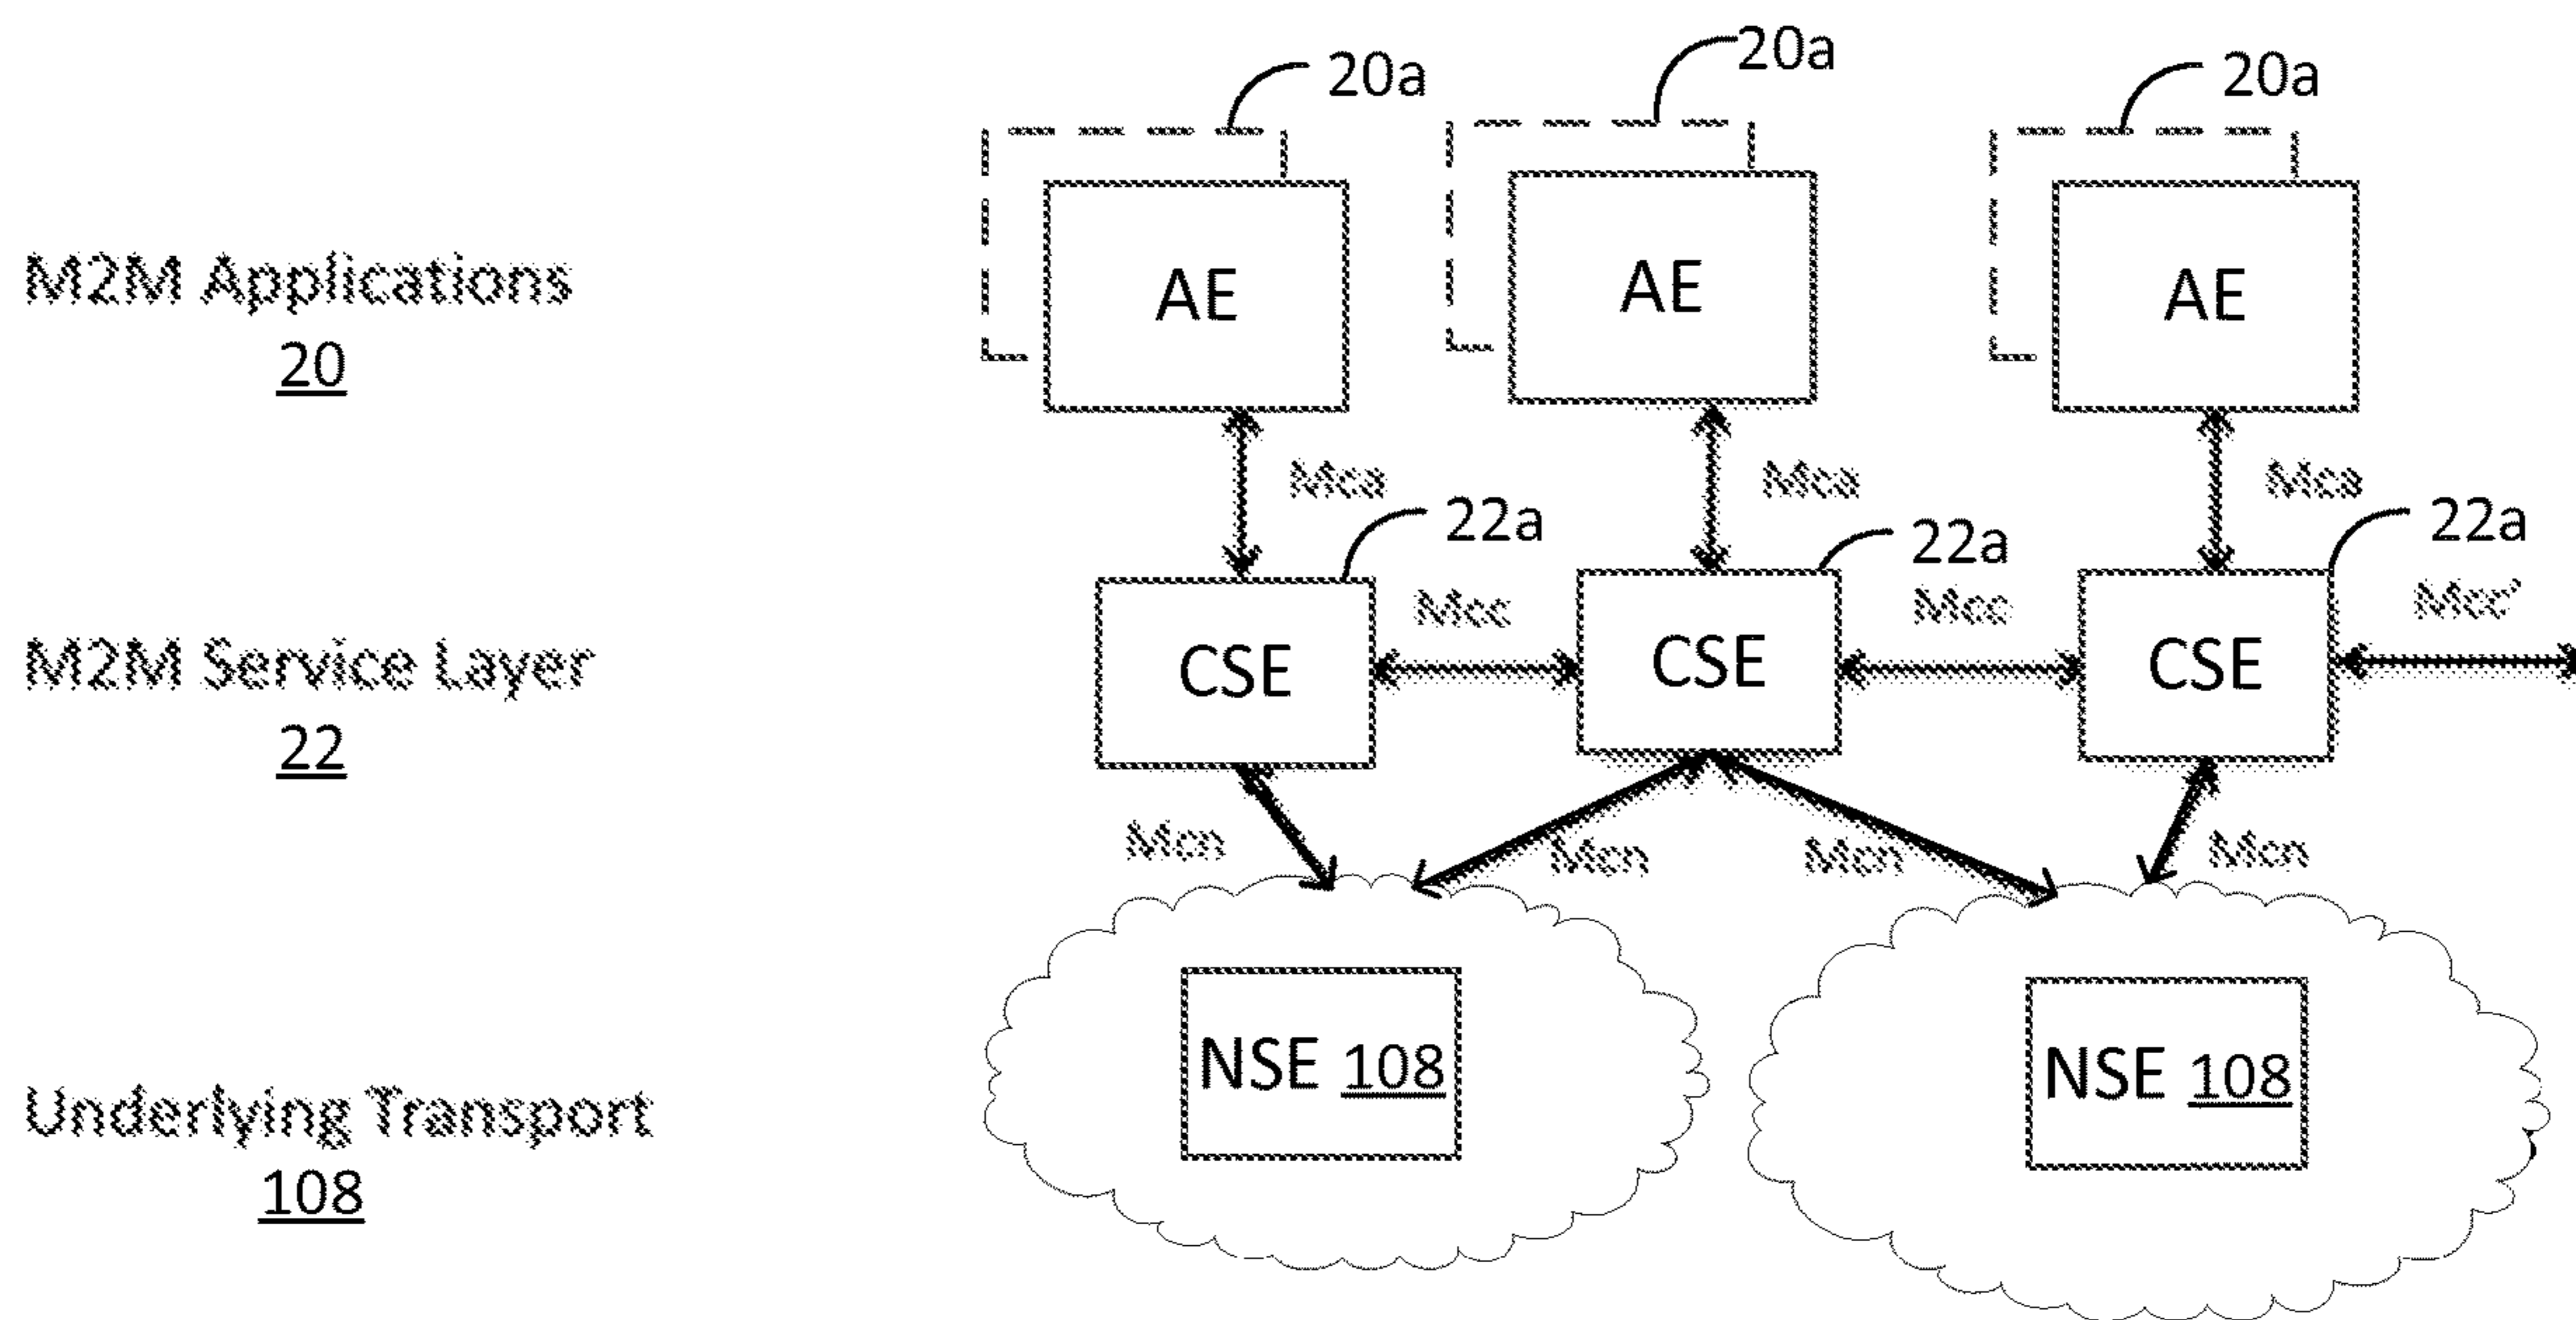 20a
20a
20a
M2M Applications
20
AE
AE
AE
Mca
Mca
Mca
22a
22a
22a
Mcc
Mcc
Mcc'
M2M Service Layer
22
CSE
CSE
CSE
Mcn
Mcn
Mcn
Mcn
NSE 108
NSE 108
Underlying Transport
108